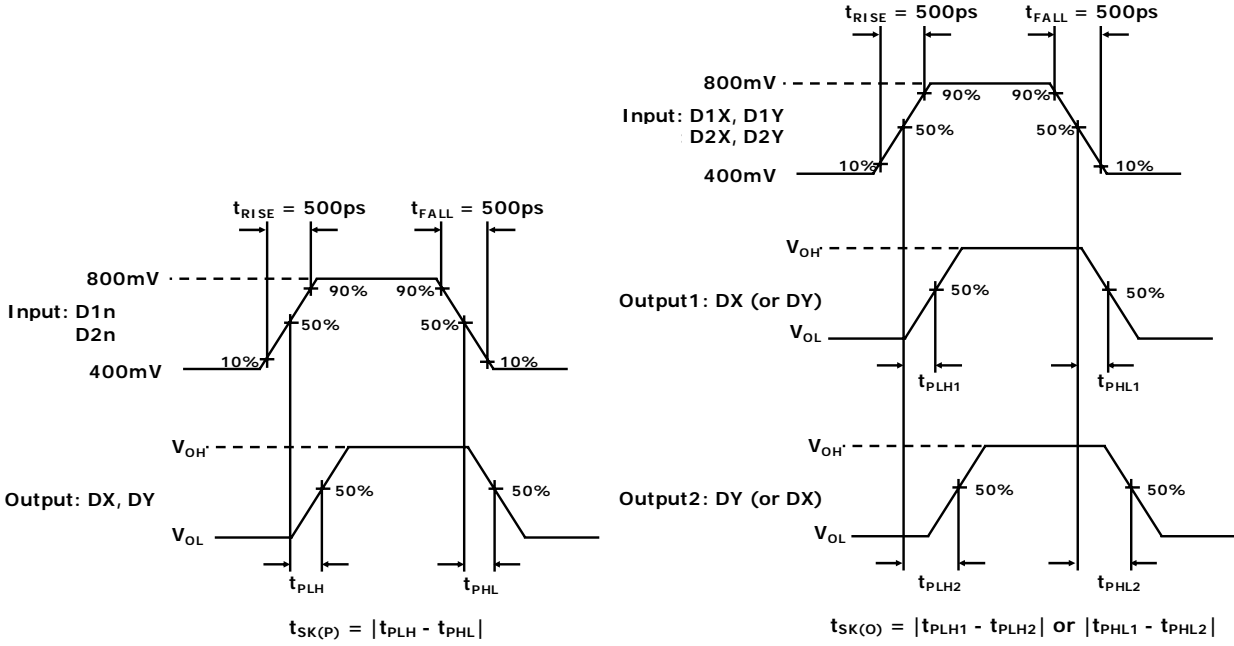 tRISE = 500ps tFALL = 500ps
800mV
90% 90%
Input: D1n
D2n
50% 50%
10% 10%
400mV
VOH
Output: DX, DY
50% 50%
VOL
tPLH tPHL
tSK(P) = |tPLH - tPHL|
tRISE = 500ps tFALL = 500ps
800mV
90% 90%
Input: D1X, D1Y
: D2X, D2Y
50% 50%
10% 10%
400mV
VOH
Output1: DX (or DY)
50% 50%
VOL
tPLH1 tPHL1
VOH
Output2: DY (or DX)
50% 50%
VOL
tPLH2 tPHL2
tSK(O) = |tPLH1 - tPLH2| or |tPHL1 - tPHL2|